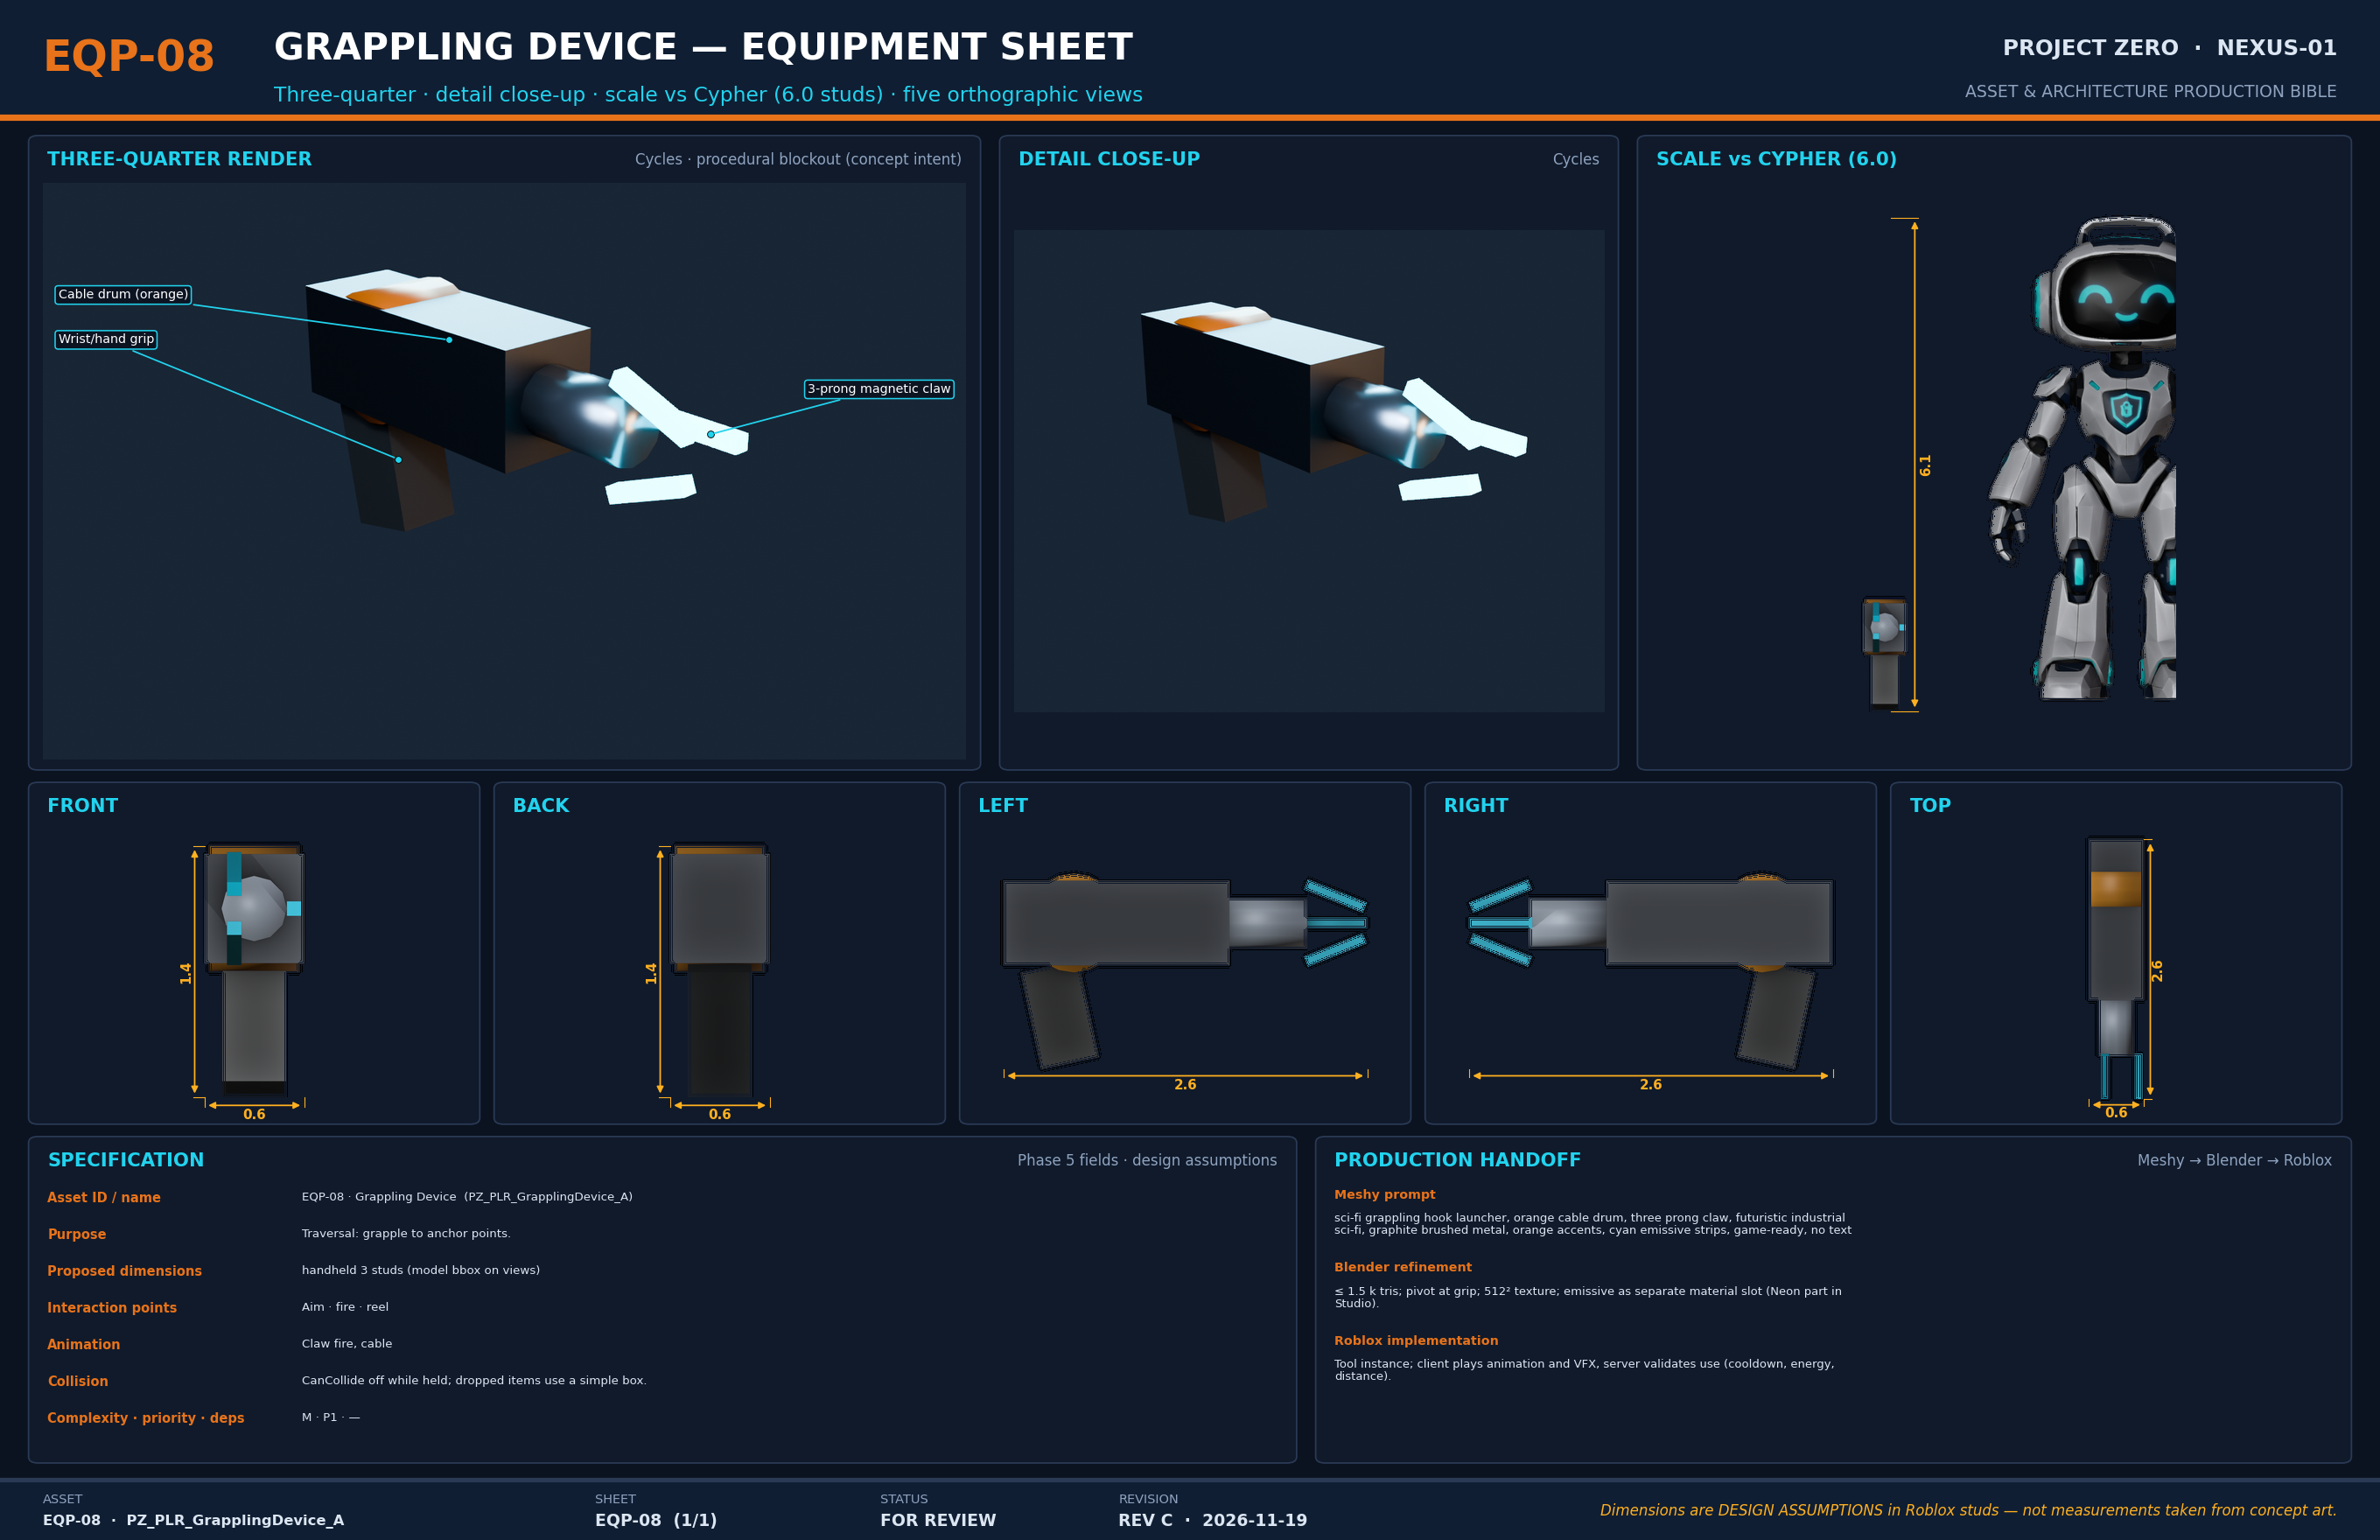 EQP-08
GRAPPLING DEVICE — EQUIPMENT SHEET
Three-quarter · detail close-up · scale vs Cypher (6.0 studs) · five orthographic views
PROJECT ZERO · NEXUS-01
ASSET & ARCHITECTURE PRODUCTION BIBLE
THREE-QUARTER RENDER
Cycles · procedural blockout (concept intent)
Cable drum (orange)
Wrist/hand grip
3-prong magnetic claw
DETAIL CLOSE-UP
Cycles
SCALE vs CYPHER (6.0)
6.1
FRONT
1.4
0.6
BACK
1.4
0.6
LEFT
2.6
RIGHT
2.6
TOP
2.6
0.6
SPECIFICATION
Phase 5 fields · design assumptions
Asset ID / name
EQP-08 · Grappling Device (PZ_PLR_GrapplingDevice_A)
Purpose
Traversal: grapple to anchor points.
Proposed dimensions
handheld 3 studs (model bbox on views)
Interaction points
Aim · fire · reel
Animation
Claw fire, cable
Collision
CanCollide off while held; dropped items use a simple box.
Complexity · priority · deps
M · P1 · —
PRODUCTION HANDOFF
Meshy → Blender → Roblox
Meshy prompt
sci-fi grappling hook launcher, orange cable drum, three prong claw, futuristic industrial
sci-fi, graphite brushed metal, orange accents, cyan emissive strips, game-ready, no text
Blender refinement
≤ 1.5 k tris; pivot at grip; 512² texture; emissive as separate material slot (Neon part in
Studio).
Roblox implementation
Tool instance; client plays animation and VFX, server validates use (cooldown, energy,
distance).
ASSET
EQP-08 · PZ_PLR_GrapplingDevice_A
SHEET
EQP-08 (1/1)
STATUS
FOR REVIEW
REVISION
REV C · 2026-11-19
Dimensions are DESIGN ASSUMPTIONS in Roblox studs — not measurements taken from concept art.